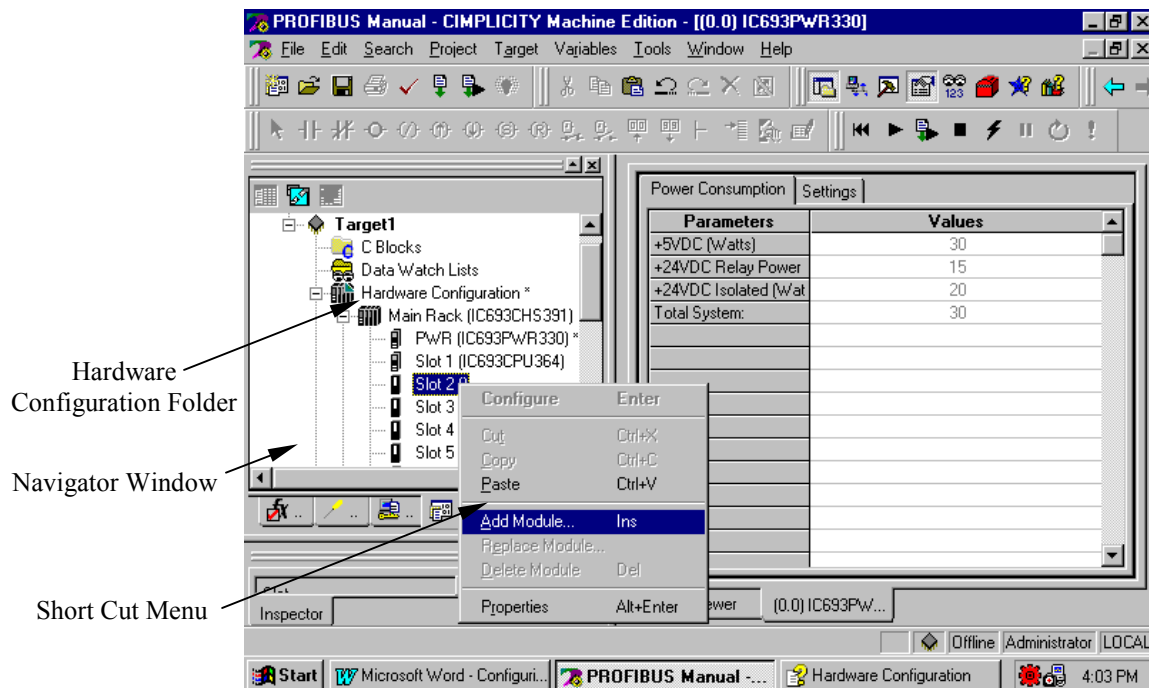 PROFIBUS Manual - CIMPLICITY Machine Edition - [(0.0) IC693PWR330]
File Edit Search Project Target Variables Tools Window Help
Power Consumption Settings
Parameters Values
+5VDC (Watts) 30
+24VDC Relay Power 15
+24VDC Isolated (Wat 20
Total System: 30
Target1
C Blocks
Data Watch Lists
Hardware Configuration *
Main Rack (IC693CHS391)
PWR (IC693PWR330) *
Slot 1 (IC693CPU364)
Slot 2
Slot 3
Slot 4
Slot 5
Hardware
Configuration Folder
Navigator Window
Short Cut Menu
Configure Enter
Cut Ctrl+X
Copy Ctrl+C
Paste Ctrl+V
Add Module... Ins
Replace Module...
Delete Module Del
Properties Alt+Enter
Inspector
(0.0) IC693PW...
Offline Administrator LOCAL
Start Microsoft Word - Configuri... PROFIBUS Manual -... Hardware Configuration 4:03 PM